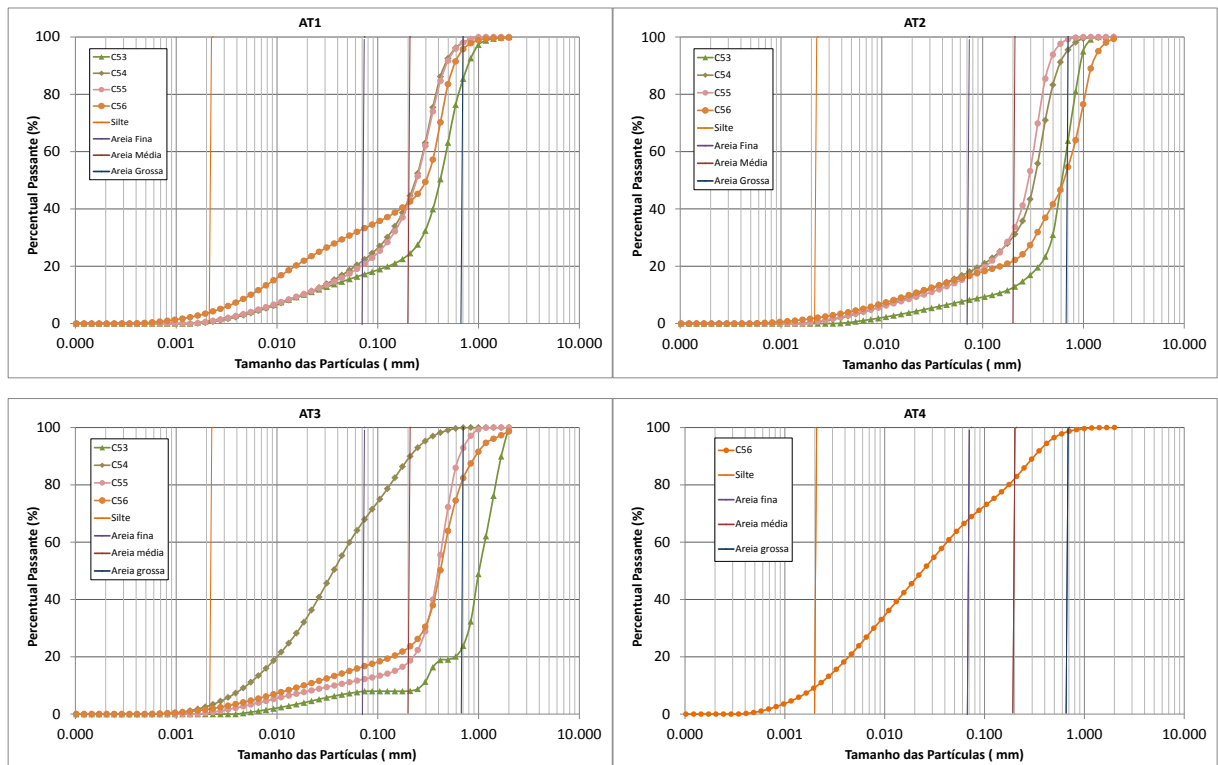 AT1
Percentual Passante (%)
100
80
60
40
20
0
C53
C54
C55
C56
Silte
Areia Fina
Areia Média
Areia Grossa
0.000
0.001
0.010
0.100
1.000
10.000
Tamanho das Partículas ( mm)
AT2
Percentual Passante (%)
100
80
60
40
20
0
C53
C54
C55
C56
Silte
Areia Fina
Areia Média
Areia Grossa
0.000
0.001
0.010
0.100
1.000
10.000
Tamanho das Partículas ( mm)
AT3
Percentual Passante (%)
100
80
60
40
20
0
C53
C54
C55
C56
Silte
Areia fina
Areia média
Areia grossa
0.000
0.001
0.010
0.100
1.000
10.000
Tamanho das Partículas ( mm)
AT4
Percentual Passante (%)
100
80
60
40
20
0
C56
Silte
Areia fina
Areia média
Areia grossa
0.000
0.001
0.010
0.100
1.000
10.000
Tamanho das Partículas ( mm)